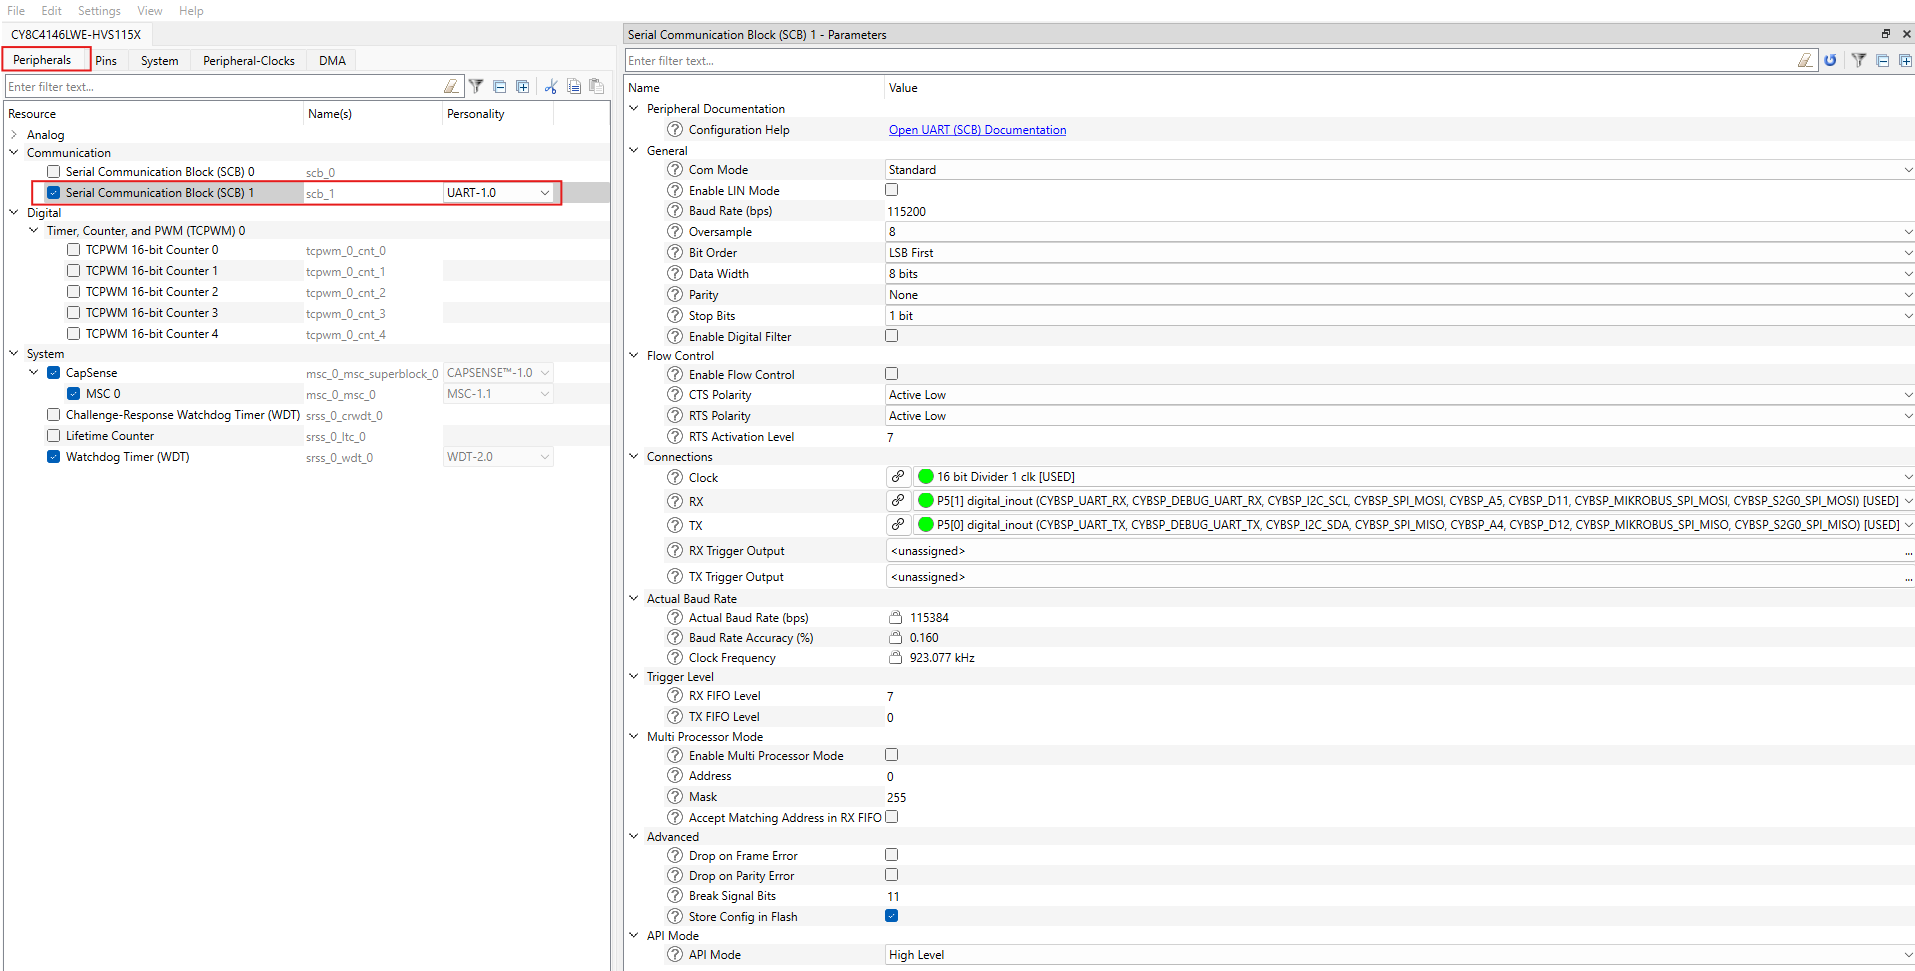 File Edit Settings View Help
CY8C4146LWE-HVS115X
Peripherals Pins System Peripheral-Clocks DMA
Enter filter text...
Resource Name(s) Personality
Analog
Communication
Serial Communication Block (SCB) 0 scb_0
Serial Communication Block (SCB) 1 scb_1 UART-1.0
Digital
Timer, Counter, and PWM (TCPWM) 0
TCPWM 16-bit Counter 0 tcpwm_0_cnt_0
TCPWM 16-bit Counter 1 tcpwm_0_cnt_1
TCPWM 16-bit Counter 2 tcpwm_0_cnt_2
TCPWM 16-bit Counter 3 tcpwm_0_cnt_3
TCPWM 16-bit Counter 4 tcpwm_0_cnt_4
System
CapSense msc_0_msc_superblock_0 CAPSENSE™-1.0
MSC 0 msc_0_msc_0 MSC-1.1
Challenge-Response Watchdog Timer (WDT) srss_0_crwdt_0
Lifetime Counter srss_0_ltc_0
Watchdog Timer (WDT) srss_0_wdt_0 WDT-2.0
Serial Communication Block (SCB) 1 - Parameters
Enter filter text...
Name Value
Peripheral Documentation
Configuration Help Open UART (SCB) Documentation
General
Com Mode Standard
Enable LIN Mode
Baud Rate (bps) 115200
Oversample 8
Bit Order LSB First
Data Width 8 bits
Parity None
Stop Bits 1 bit
Enable Digital Filter
Flow Control
Enable Flow Control
CTS Polarity Active Low
RTS Polarity Active Low
RTS Activation Level 7
Connections
Clock 16 bit Divider 1 clk [USED]
RX P5[1] digital_inout (CYBSP_UART_RX, CYBSP_DEBUG_UART_RX, CYBSP_I2C_SCL, CYBSP_SPI_MOSI, CYBSP_A5, CYBSP_D11, CYBSP_MIKROBUS_SPI_MOSI, CYBSP_S2G0_SPI_MOSI) [USED]
TX P5[0] digital_inout (CYBSP_UART_TX, CYBSP_DEBUG_UART_TX, CYBSP_I2C_SDA, CYBSP_SPI_MISO, CYBSP_A4, CYBSP_D12, CYBSP_MIKROBUS_SPI_MISO, CYBSP_S2G0_SPI_MISO) [USED]
RX Trigger Output <unassigned> ...
TX Trigger Output <unassigned> ...
Actual Baud Rate
Actual Baud Rate (bps) 115384
Baud Rate Accuracy (%) 0.160
Clock Frequency 923.077 kHz
Trigger Level
RX FIFO Level 7
TX FIFO Level 0
Multi Processor Mode
Enable Multi Processor Mode
Address 0
Mask 255
Accept Matching Address in RX FIFO
Advanced
Drop on Frame Error
Drop on Parity Error
Break Signal Bits 11
Store Config in Flash
API Mode
API Mode High Level